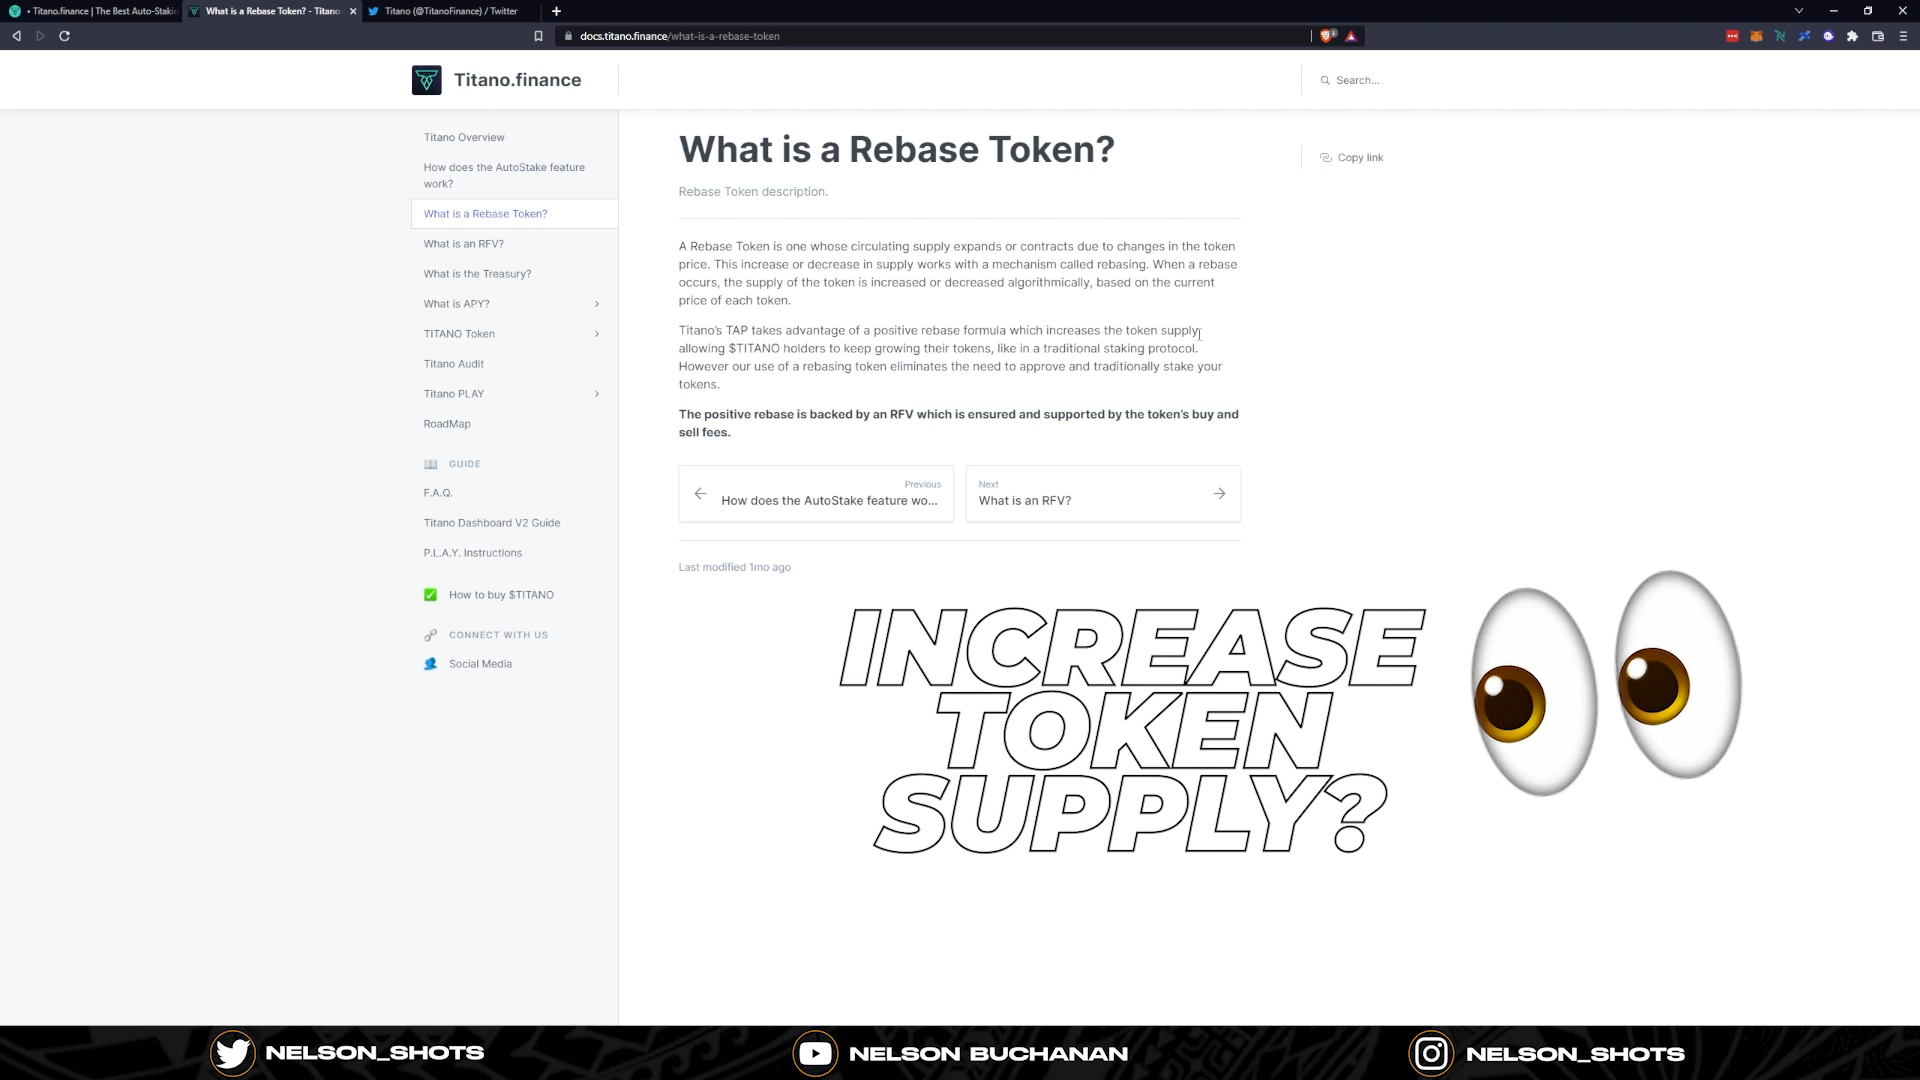 • Titano.finance | The Best Auto-Stakin
What is a Rebase Token? - Titano.
Titano (@TitanoFinance) / Twitter
docs.titano.finance/what-is-a-rebase-token
Titano.finance
Search...
Titano Overview
How does the AutoStake feature
work?
What is a Rebase Token?
What is an RFV?
What is the Treasury?
What is APY?
TITANO Token
Titano Audit
Titano PLAY
RoadMap
GUIDE
F.A.Q.
Titano Dashboard V2 Guide
P.L.A.Y. Instructions
How to buy $TITANO
CONNECT WITH US
Social Media
What is a Rebase Token?
Copy link
Rebase Token description.
A Rebase Token is one whose circulating supply expands or contracts due to changes in the token
price. This increase or decrease in supply works with a mechanism called rebasing. When a rebase
occurs, the supply of the token is increased or decreased algorithmically, based on the current
price of each token.
Titano's TAP takes advantage of a positive rebase formula which increases the token supply,
allowing $TITANO holders to keep growing their tokens, like in a traditional staking protocol.
However our use of a rebasing token eliminates the need to approve and traditionally stake your
tokens.
The positive rebase is backed by an RFV which is ensured and supported by the token's buy and
sell fees.
Previous
How does the AutoStake feature wo...
Next
What is an RFV?
Last modified 1mo ago
INCREASE
TOKEN
SUPPLY?
NELSON_SHOTS
NELSON BUCHANAN
NELSON_SHOTS